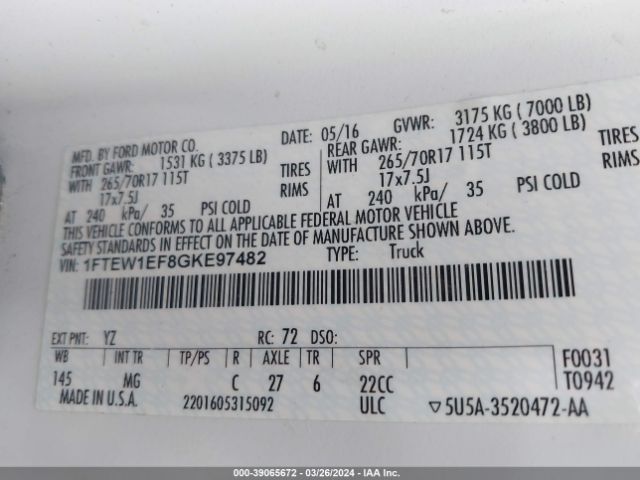 MFD. BY FORD MOTOR CO. DATE: 05/16 GVWR: 3175 KG ( 7000 LB)
FRONT GAWR: 1531 KG ( 3375 LB) REAR GAWR: 1724 KG ( 3800 LB)
WITH 265/70R17 115T TIRES WITH 265/70R17 115T TIRES
17x7.5J RIMS 17x7.5J RIMS
AT 240 kPa/ 35 PSI COLD AT 240 kPa/ 35 PSI COLD
THIS VEHICLE CONFORMS TO ALL APPLICABLE FEDERAL MOTOR VEHICLE
SAFETY STANDARDS IN EFFECT ON THE DATE OF MANUFACTURE SHOWN ABOVE.
VIN: 1FTEW1EF8GKE97482 TYPE: Truck
EXT PNT: YZ RC: 72 DSO:
WB INT TR TP/PS R AXLE TR SPR F0031
145 MG C 27 6 22CC T0942
MADE IN U.S.A. 2201605315092 ULC ▽5U5A-3520472-AA
000-39065672 / 03/26/2024 - IAA Inc.